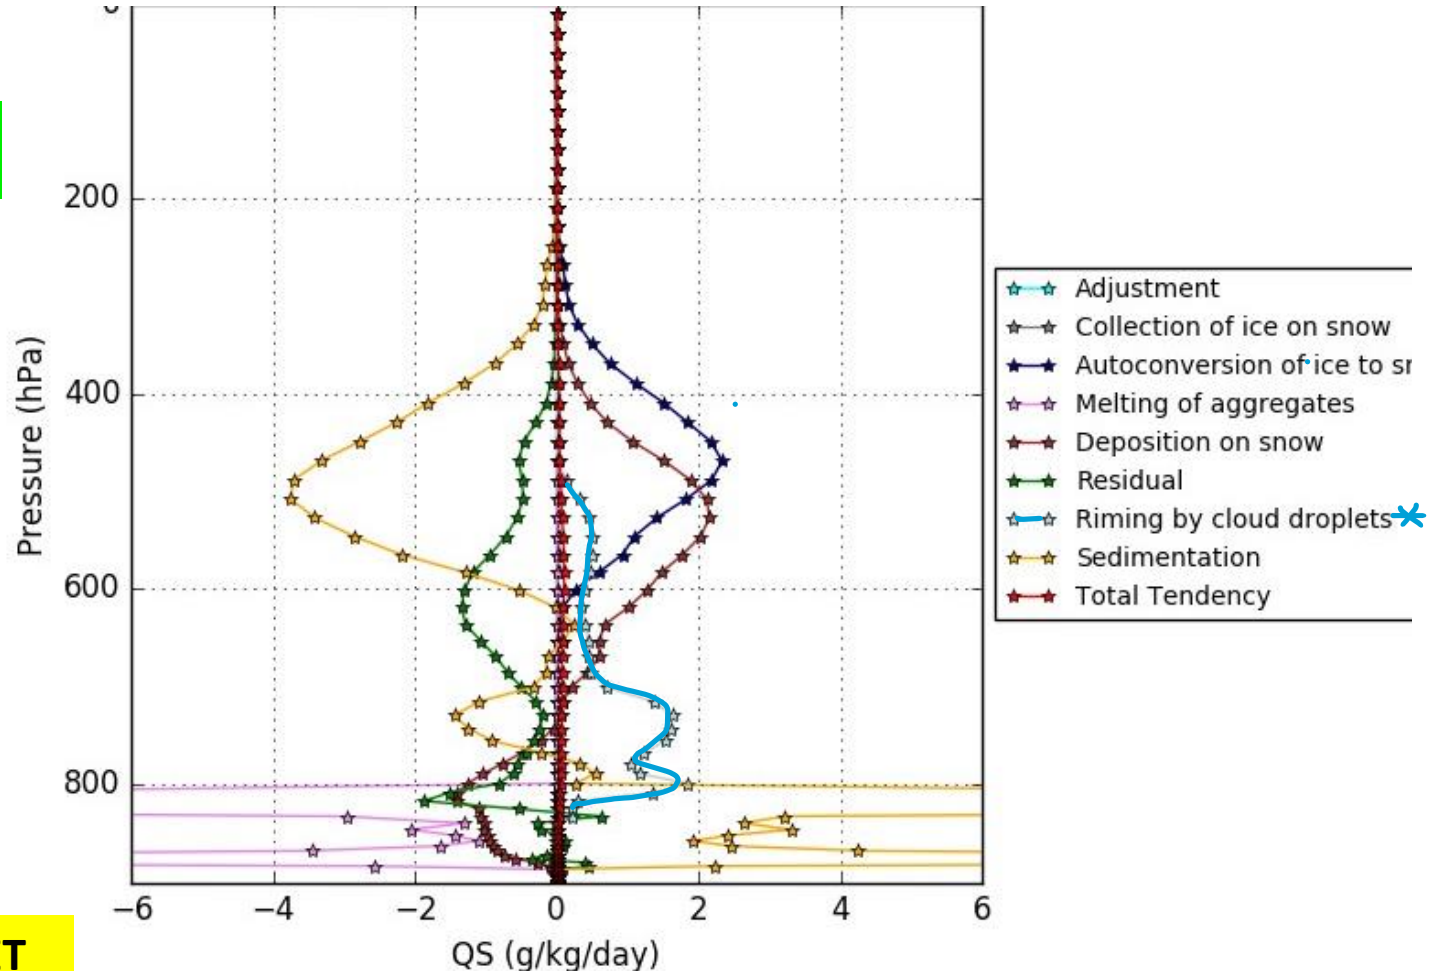 200
400
600
800
Pressure (hPa)
−6 −4 −2 0 2 4 6
QS (g/kg/day)
Adjustment
Collection of ice on snow
Autoconversion of ice to
Melting of aggregates
Deposition on snow
Residual
Riming by cloud droplets
Sedimentation
Total Tendency